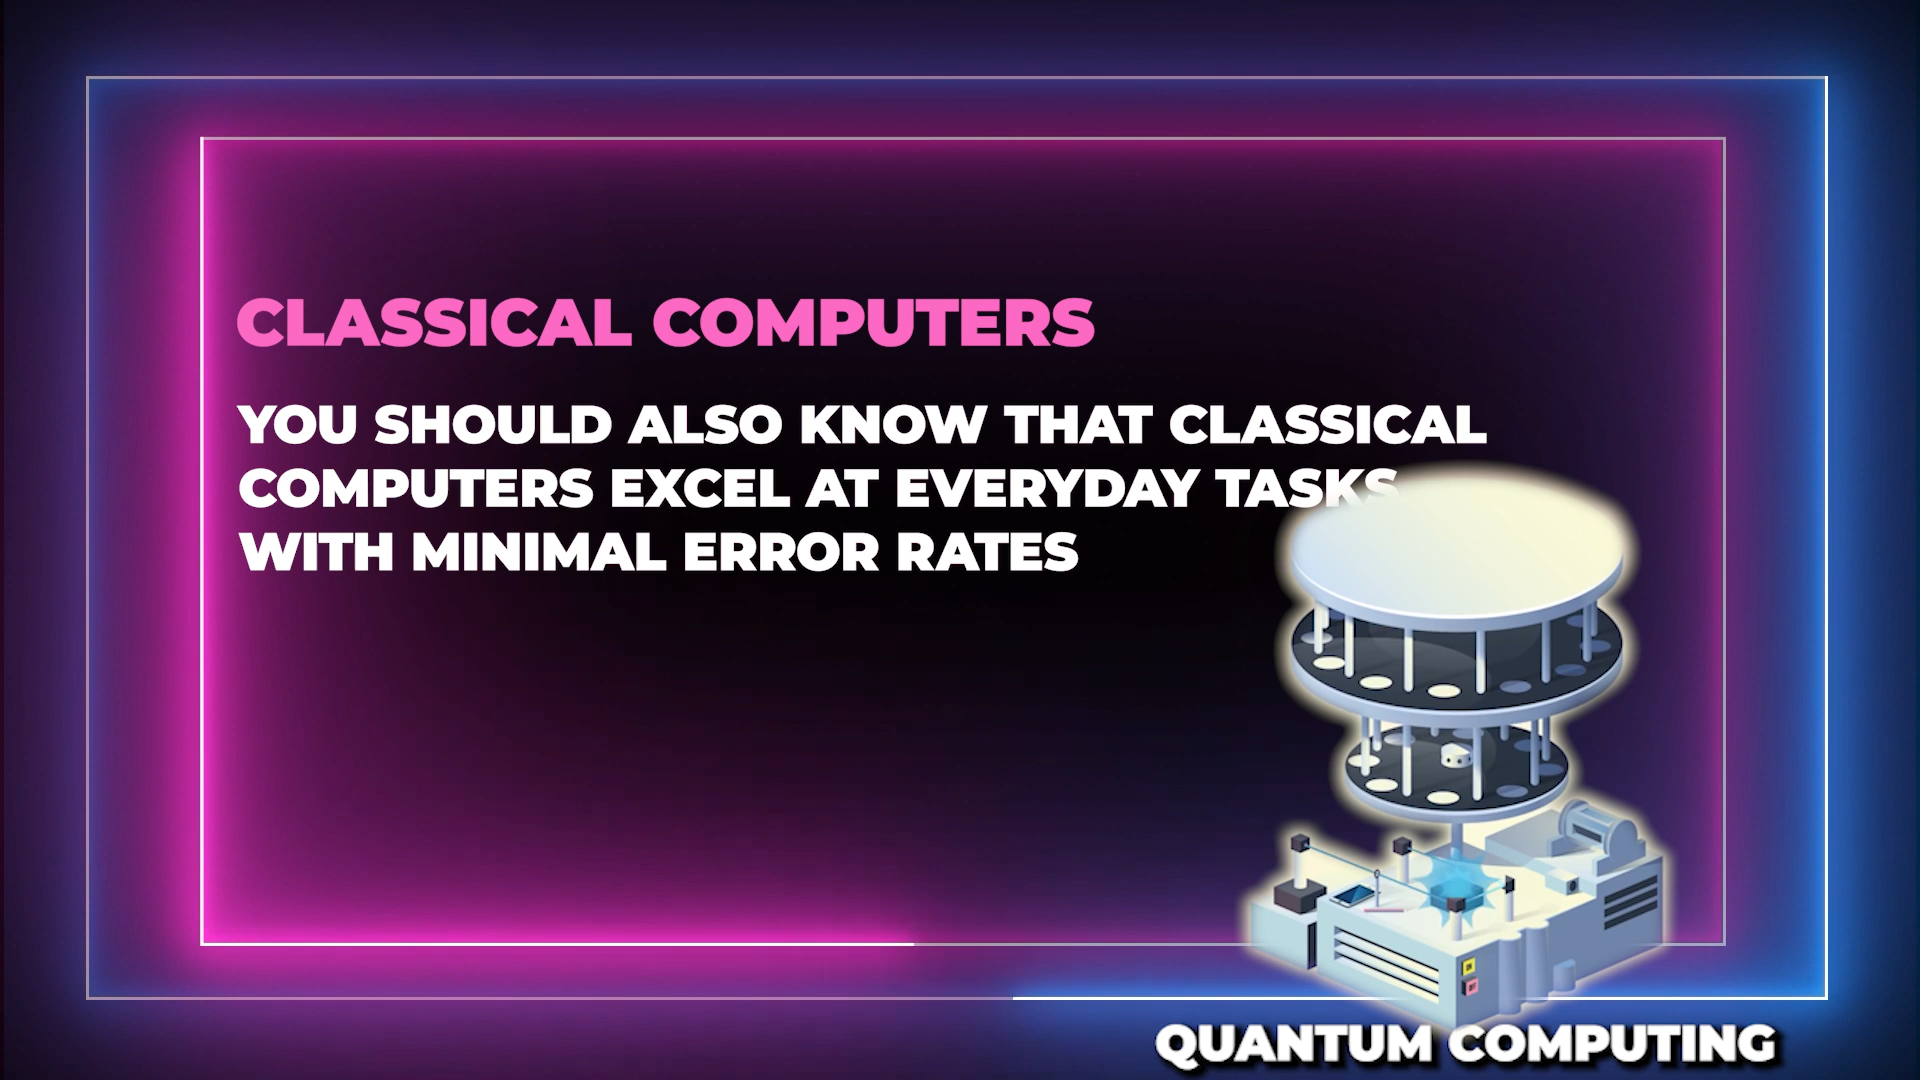 CLASSICAL COMPUTERS
YOU SHOULD ALSO KNOW THAT CLASSICAL
COMPUTERS EXCEL AT EVERYDAY TASKS
WITH MINIMAL ERROR RATES
QUANTUM COMPUTING